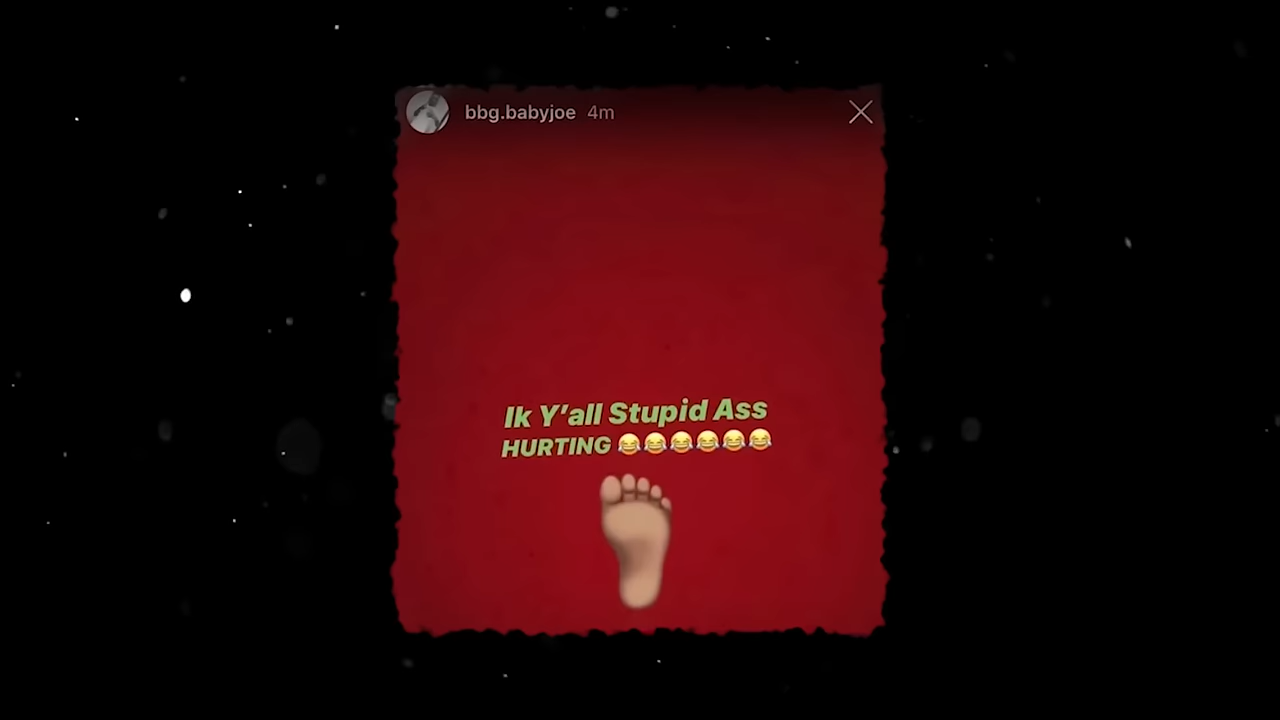 bbg.babyjoe 4m
Ik Y’all Stupid Ass
HURTING 😂😂😂😂😂😂